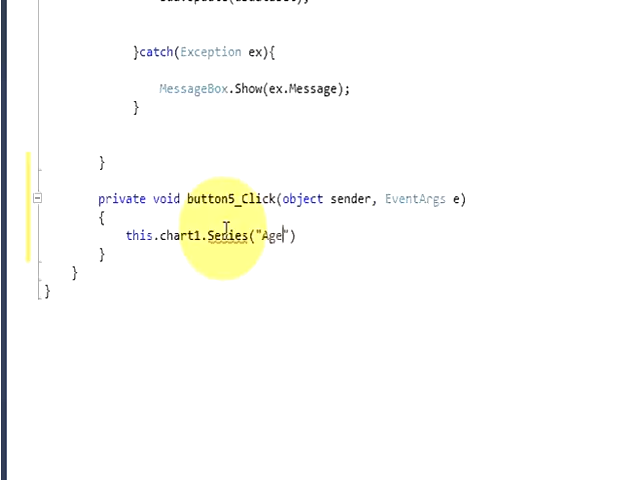 }catch(Exception ex){
MessageBox.Show(ex.Message);
}
}
private void button5_Click(object sender, EventArgs e)
{
this.chart1.Series("Age")
}
}
}